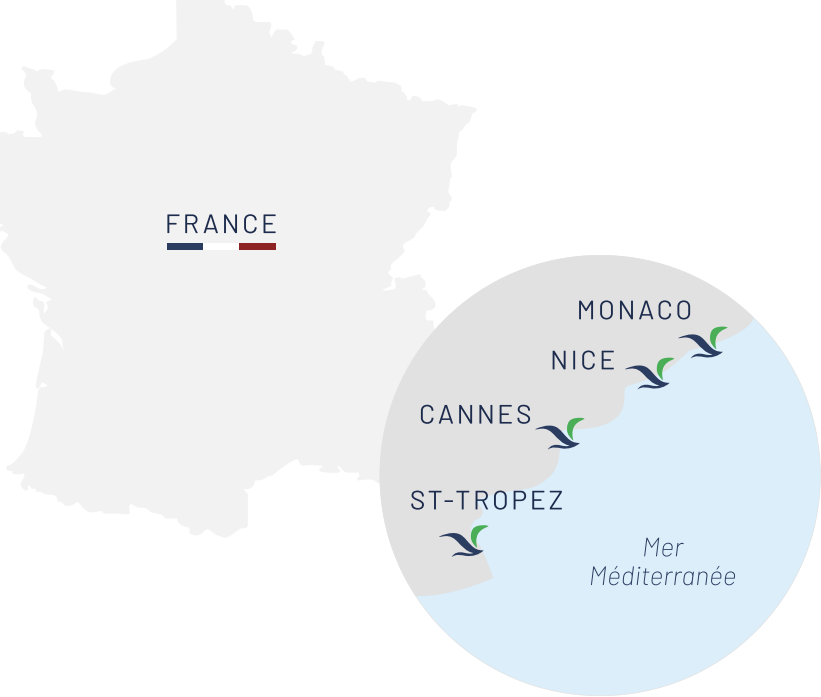 FRANCE
MONACO
NICE
CANNES
ST-TROPEZ
Mer
Méditerranée